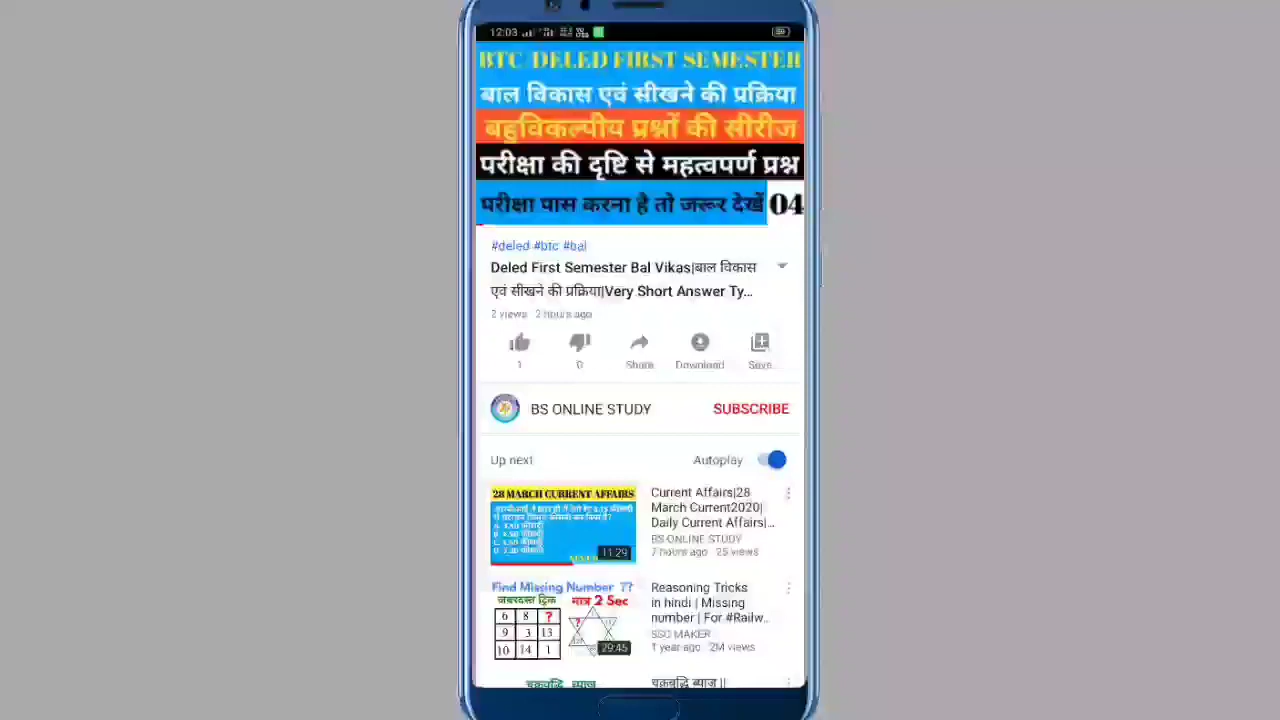 12:03
BTC DELED FIRST SEMESTER
बाल विकास एवं सीखने की प्रक्रिया
बहुविकल्पीय प्रश्नों की सीरीज
परीक्षा की दृष्टि से महत्वपर्ण प्रश्न
परीक्षा पास करना है तो जरूर देखें 04
#deled #btc #bal
Deled First Semester Bal Vikas|बाल विकास
एवं सीखने की प्रक्रिया|Very Short Answer Ty...
2 views 2 hours ago
1 0 Share Download Save
BS ONLINE STUDY SUBSCRIBE
Up next Autoplay
28 MARCH CURRENT AFFAIRS
11:29
Current Affairs|28
March Current2020|
Daily Current Affairs|...
BS ONLINE STUDY
7 hours ago 25 views
Find Missing Number ??
जबरदस्त ट्रिक मात्र 2 Sec
6 8 ?
9 3 13
10 14 1
?
29:45
Reasoning Tricks
in hindi | Missing
number | For #Railw...
SSC MAKER
1 year ago 2M views
चक्रवृद्धि ब्याज
चक्रवृद्धि ब्याज ||